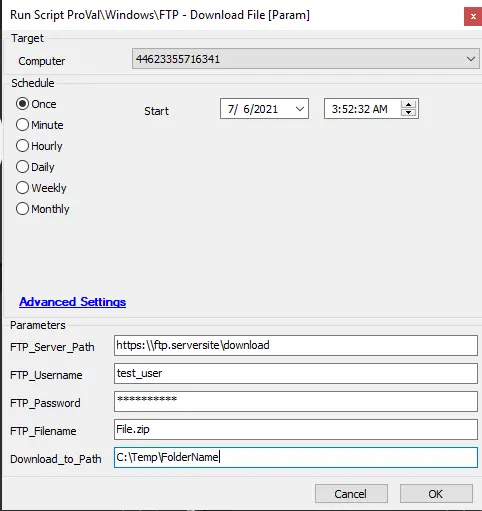 Run Script ProVal\Windows\FTP - Download File [Param]
x
Target
Computer 44623355716341
Schedule
Once
Start 7/ 6/2021 3:52:32 AM
Minute
Hourly
Daily
Weekly
Monthly
Advanced Settings
Parameters
FTP_Server_Path https:\\ftp.serversite\download
FTP_Username test_user
FTP_Password **********
FTP_Filename File.zip
Download_to_Path C:\Temp\FolderName
Cancel OK